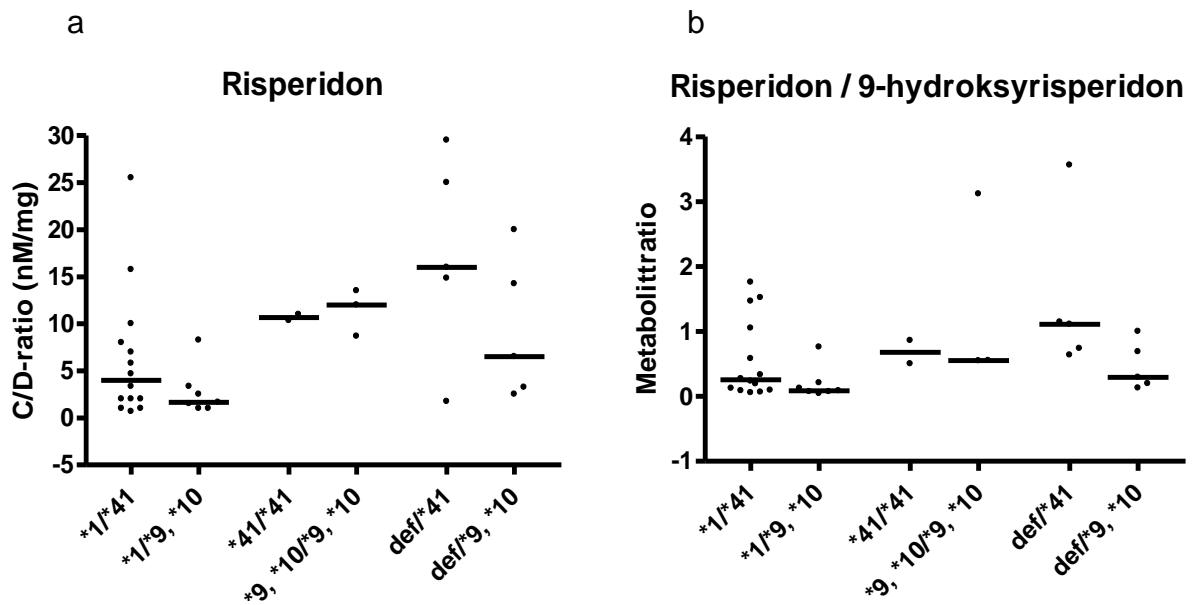 a
Risperidon
C/D-ratio (nM/mg)
30
25
20
15
10
5
0
-5
*1/*41
*1/*9, *10
*41/*41
*9, *10/*9, *10
def/*41
def/*9, *10
b
Risperidon / 9-hydroksyrisperidon
Metabolittratio
4
3
2
1
0
-1
*1/*41
*1/*9, *10
*41/*41
*9, *10/*9, *10
def/*41
def/*9, *10